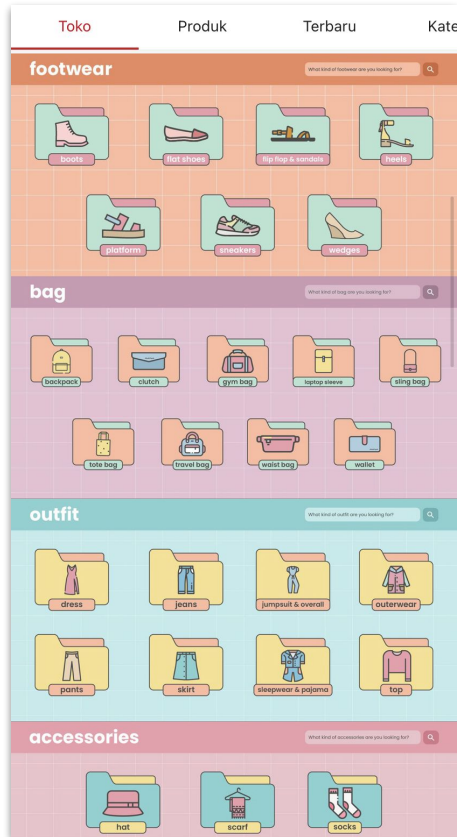 Toko Produk Terbaru Kate
footwear What kind of footwear are you looking for?
boots flat shoes flip flop & sandals heels
platform sneakers wedges
bag What kind of bag are you looking for?
backpack clutch gym bag laptop sleeve sling bag
tote bag travel bag waist bag wallet
outfit What kind of outfit are you looking for?
dress jeans jumpsuit & overall outerwear
pants skirt sleepwear & pajama top
accessories What kind of accessories are you looking for?
hat scarf socks